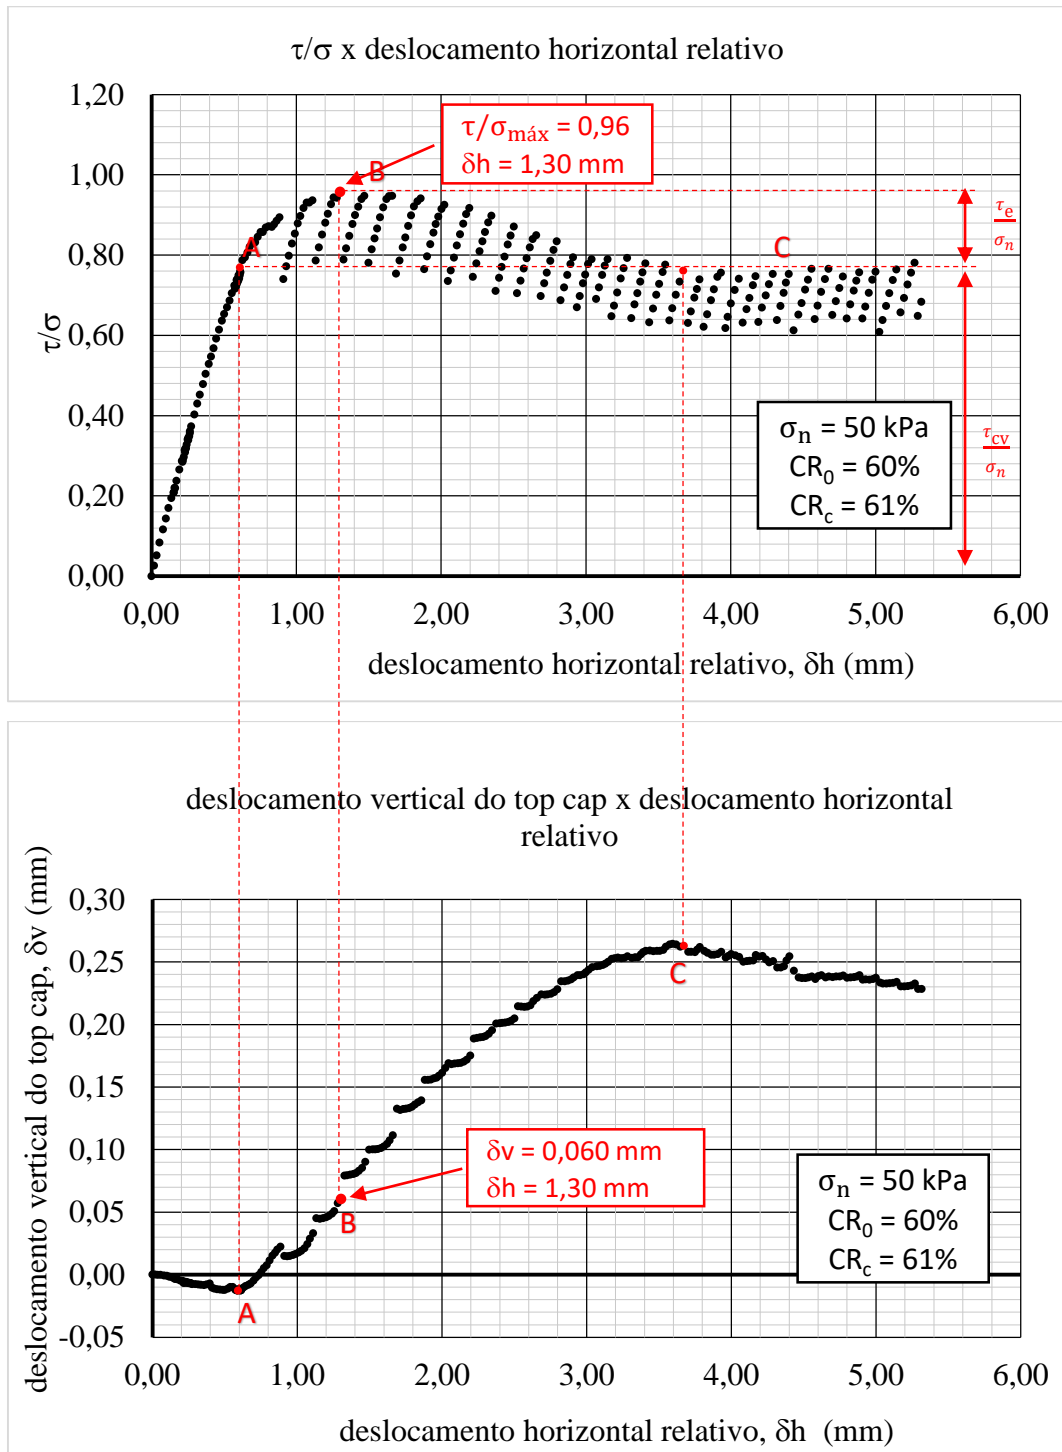 τ/σ x deslocamento horizontal relativo
1,20
1,00
0,80
0,60
0,40
0,20
0,00
τ/σ
τ/σmáx = 0,96
δh = 1,30 mm
B
A
C
τe
σn
τcv
σn
σn = 50 kPa
CR0 = 60%
CRc = 61%
0,00 1,00 2,00 3,00 4,00 5,00 6,00
deslocamento horizontal relativo, δh (mm)
deslocamento vertical do top cap x deslocamento horizontal
relativo
deslocamento vertical do top cap, δv (mm)
0,30
0,25
0,20
0,15
0,10
0,05
0,00
-0,05
C
δv = 0,060 mm
δh = 1,30 mm
B
A
σn = 50 kPa
CR0 = 60%
CRc = 61%
0,00 1,00 2,00 3,00 4,00 5,00 6,00
deslocamento horizontal relativo, δh (mm)